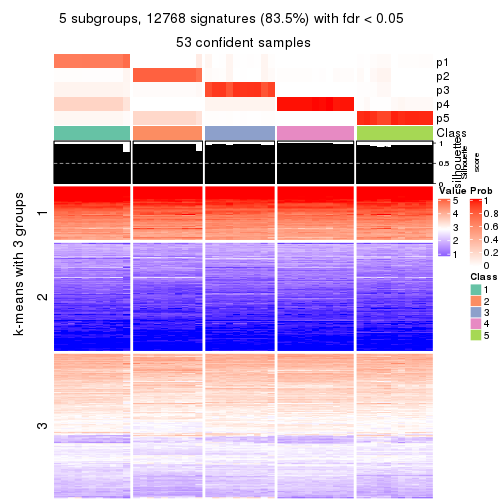 5 subgroups, 12768 signatures (83.5%) with fdr < 0.05
53 confident samples
p1
p2
p3
p4
p5
Class
1
0.5
0
silhouette
Silhouette
score
k-means with 3 groups
1
2
3
Value
5
4
3
2
1
Prob
1
0.8
0.6
0.4
0.2
0
Class
1
2
3
4
5